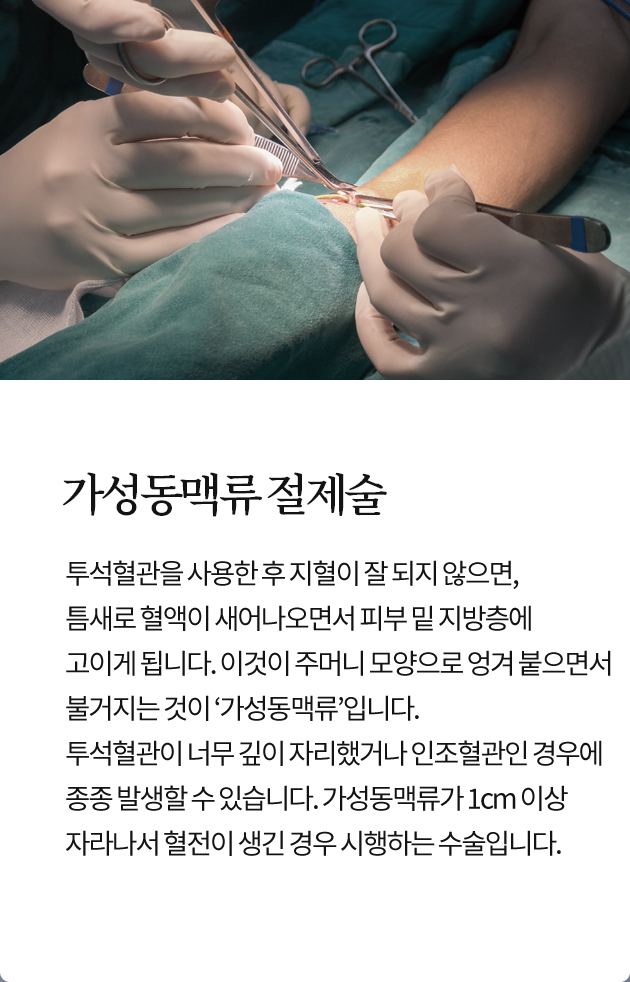 가성동맥류 절제술
투석혈관을 사용한 후 지혈이 잘 되지 않으면,
틈새로 혈액이 새어나오면서 피부 밑 지방층에
고이게 됩니다. 이것이 주머니 모양으로 엉겨 붙으면서
불거지는 것이 ‘가성동맥류’입니다.
투석혈관이 너무 깊이 자리했거나 인조혈관인 경우에
종종 발생할 수 있습니다. 가성동맥류가 1cm 이상
자라나서 혈전이 생긴 경우 시행하는 수술입니다.